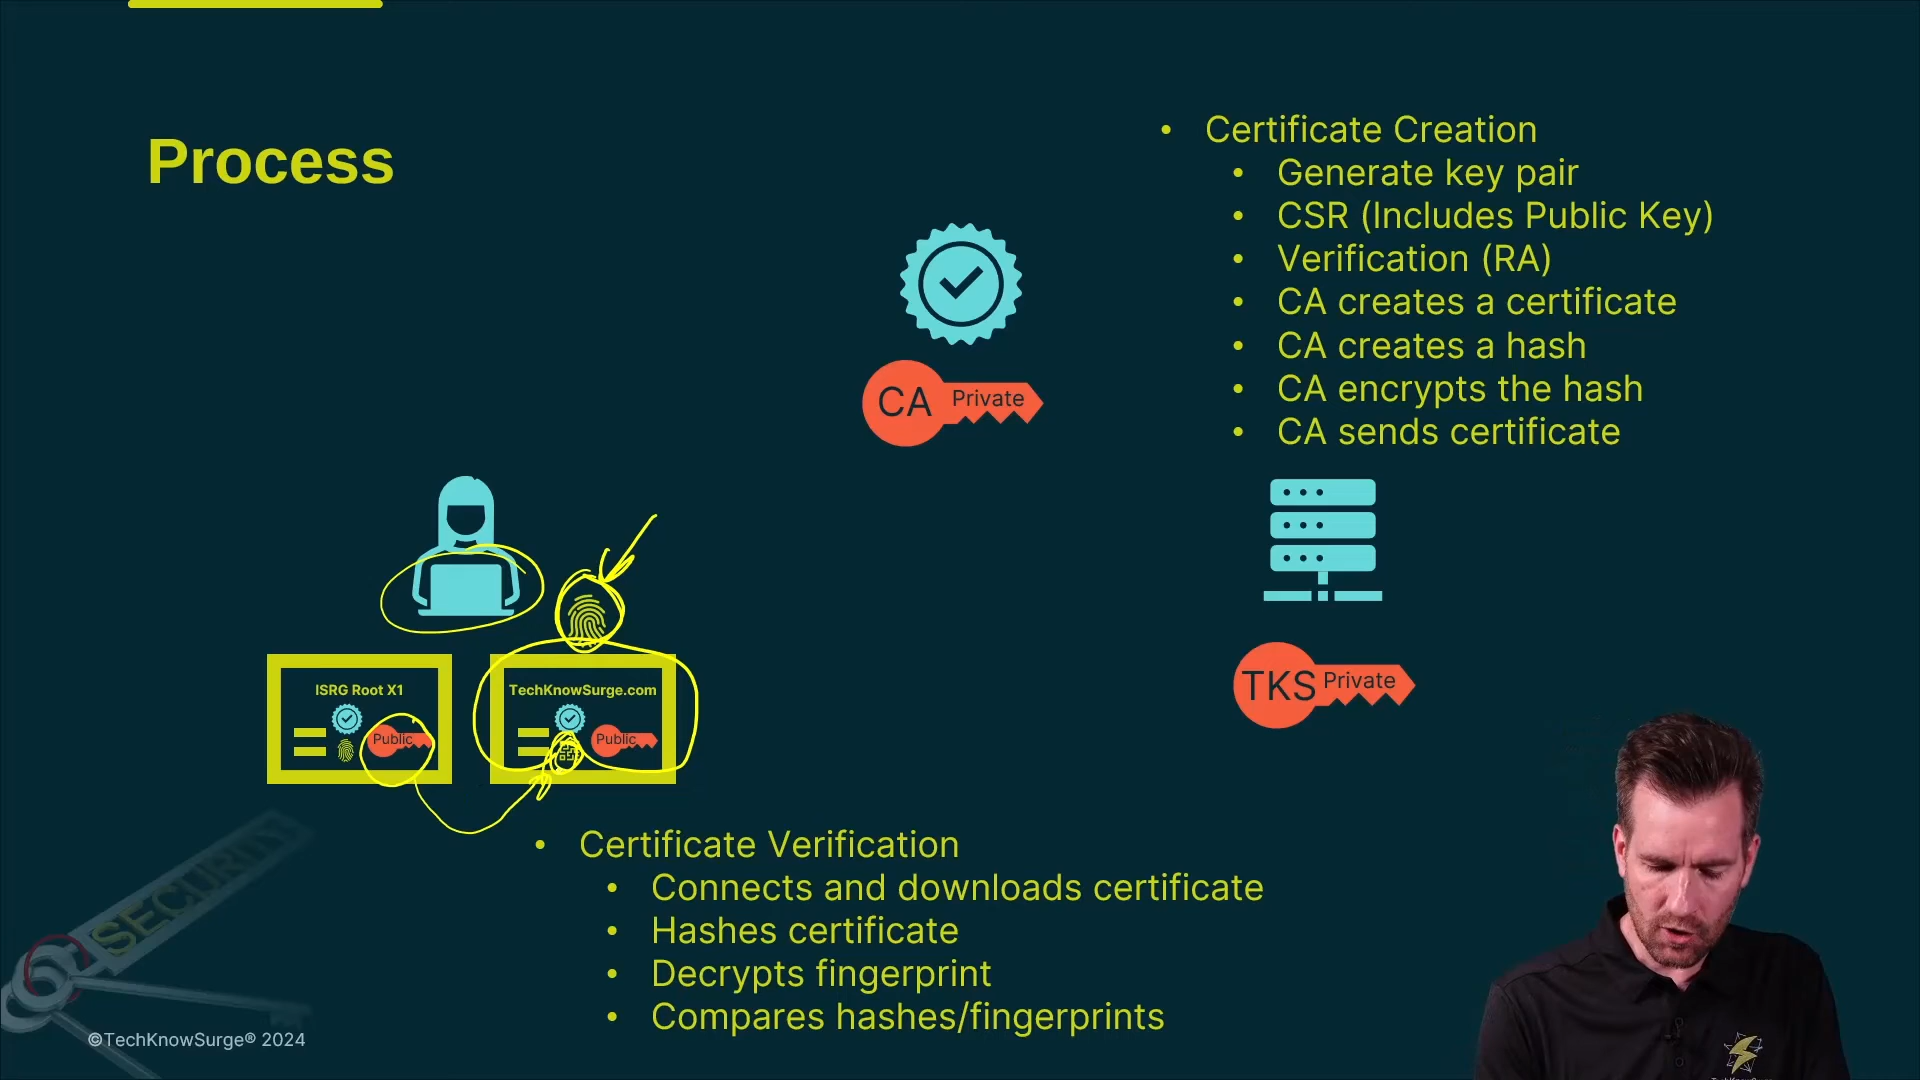 Process
• Certificate Creation
• Generate key pair
• CSR (Includes Public Key)
• Verification (RA)
• CA creates a certificate
• CA creates a hash
• CA encrypts the hash
• CA sends certificate
CA Private
TKS Private
ISRG Root X1
Public
TechKnowSurge.com
Public
• Certificate Verification
• Connects and downloads certificate
• Hashes certificate
• Decrypts fingerprint
• Compares hashes/fingerprints
SECURITY
©TechKnowSurge® 2024